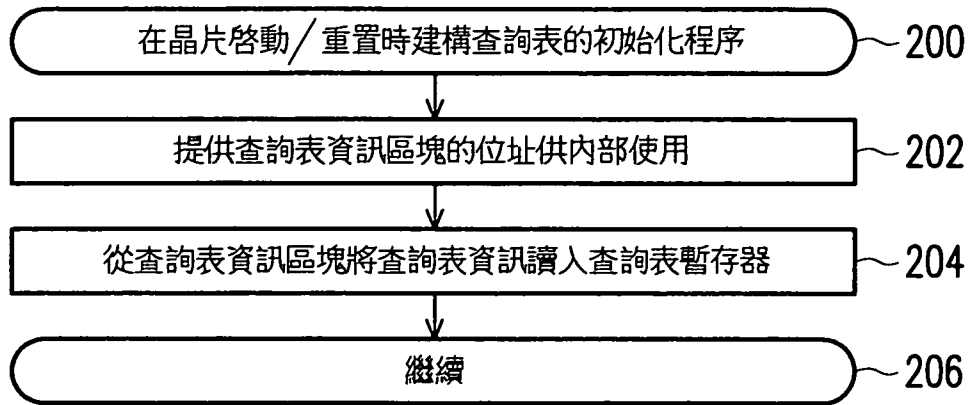 在晶片啓動/重置時建構查詢表的初始化程序 200
提供查詢表資訊區塊的位址供內部使用 202
從查詢表資訊區塊將查詢表資訊讀入查詢表暫存器 204
繼續 206